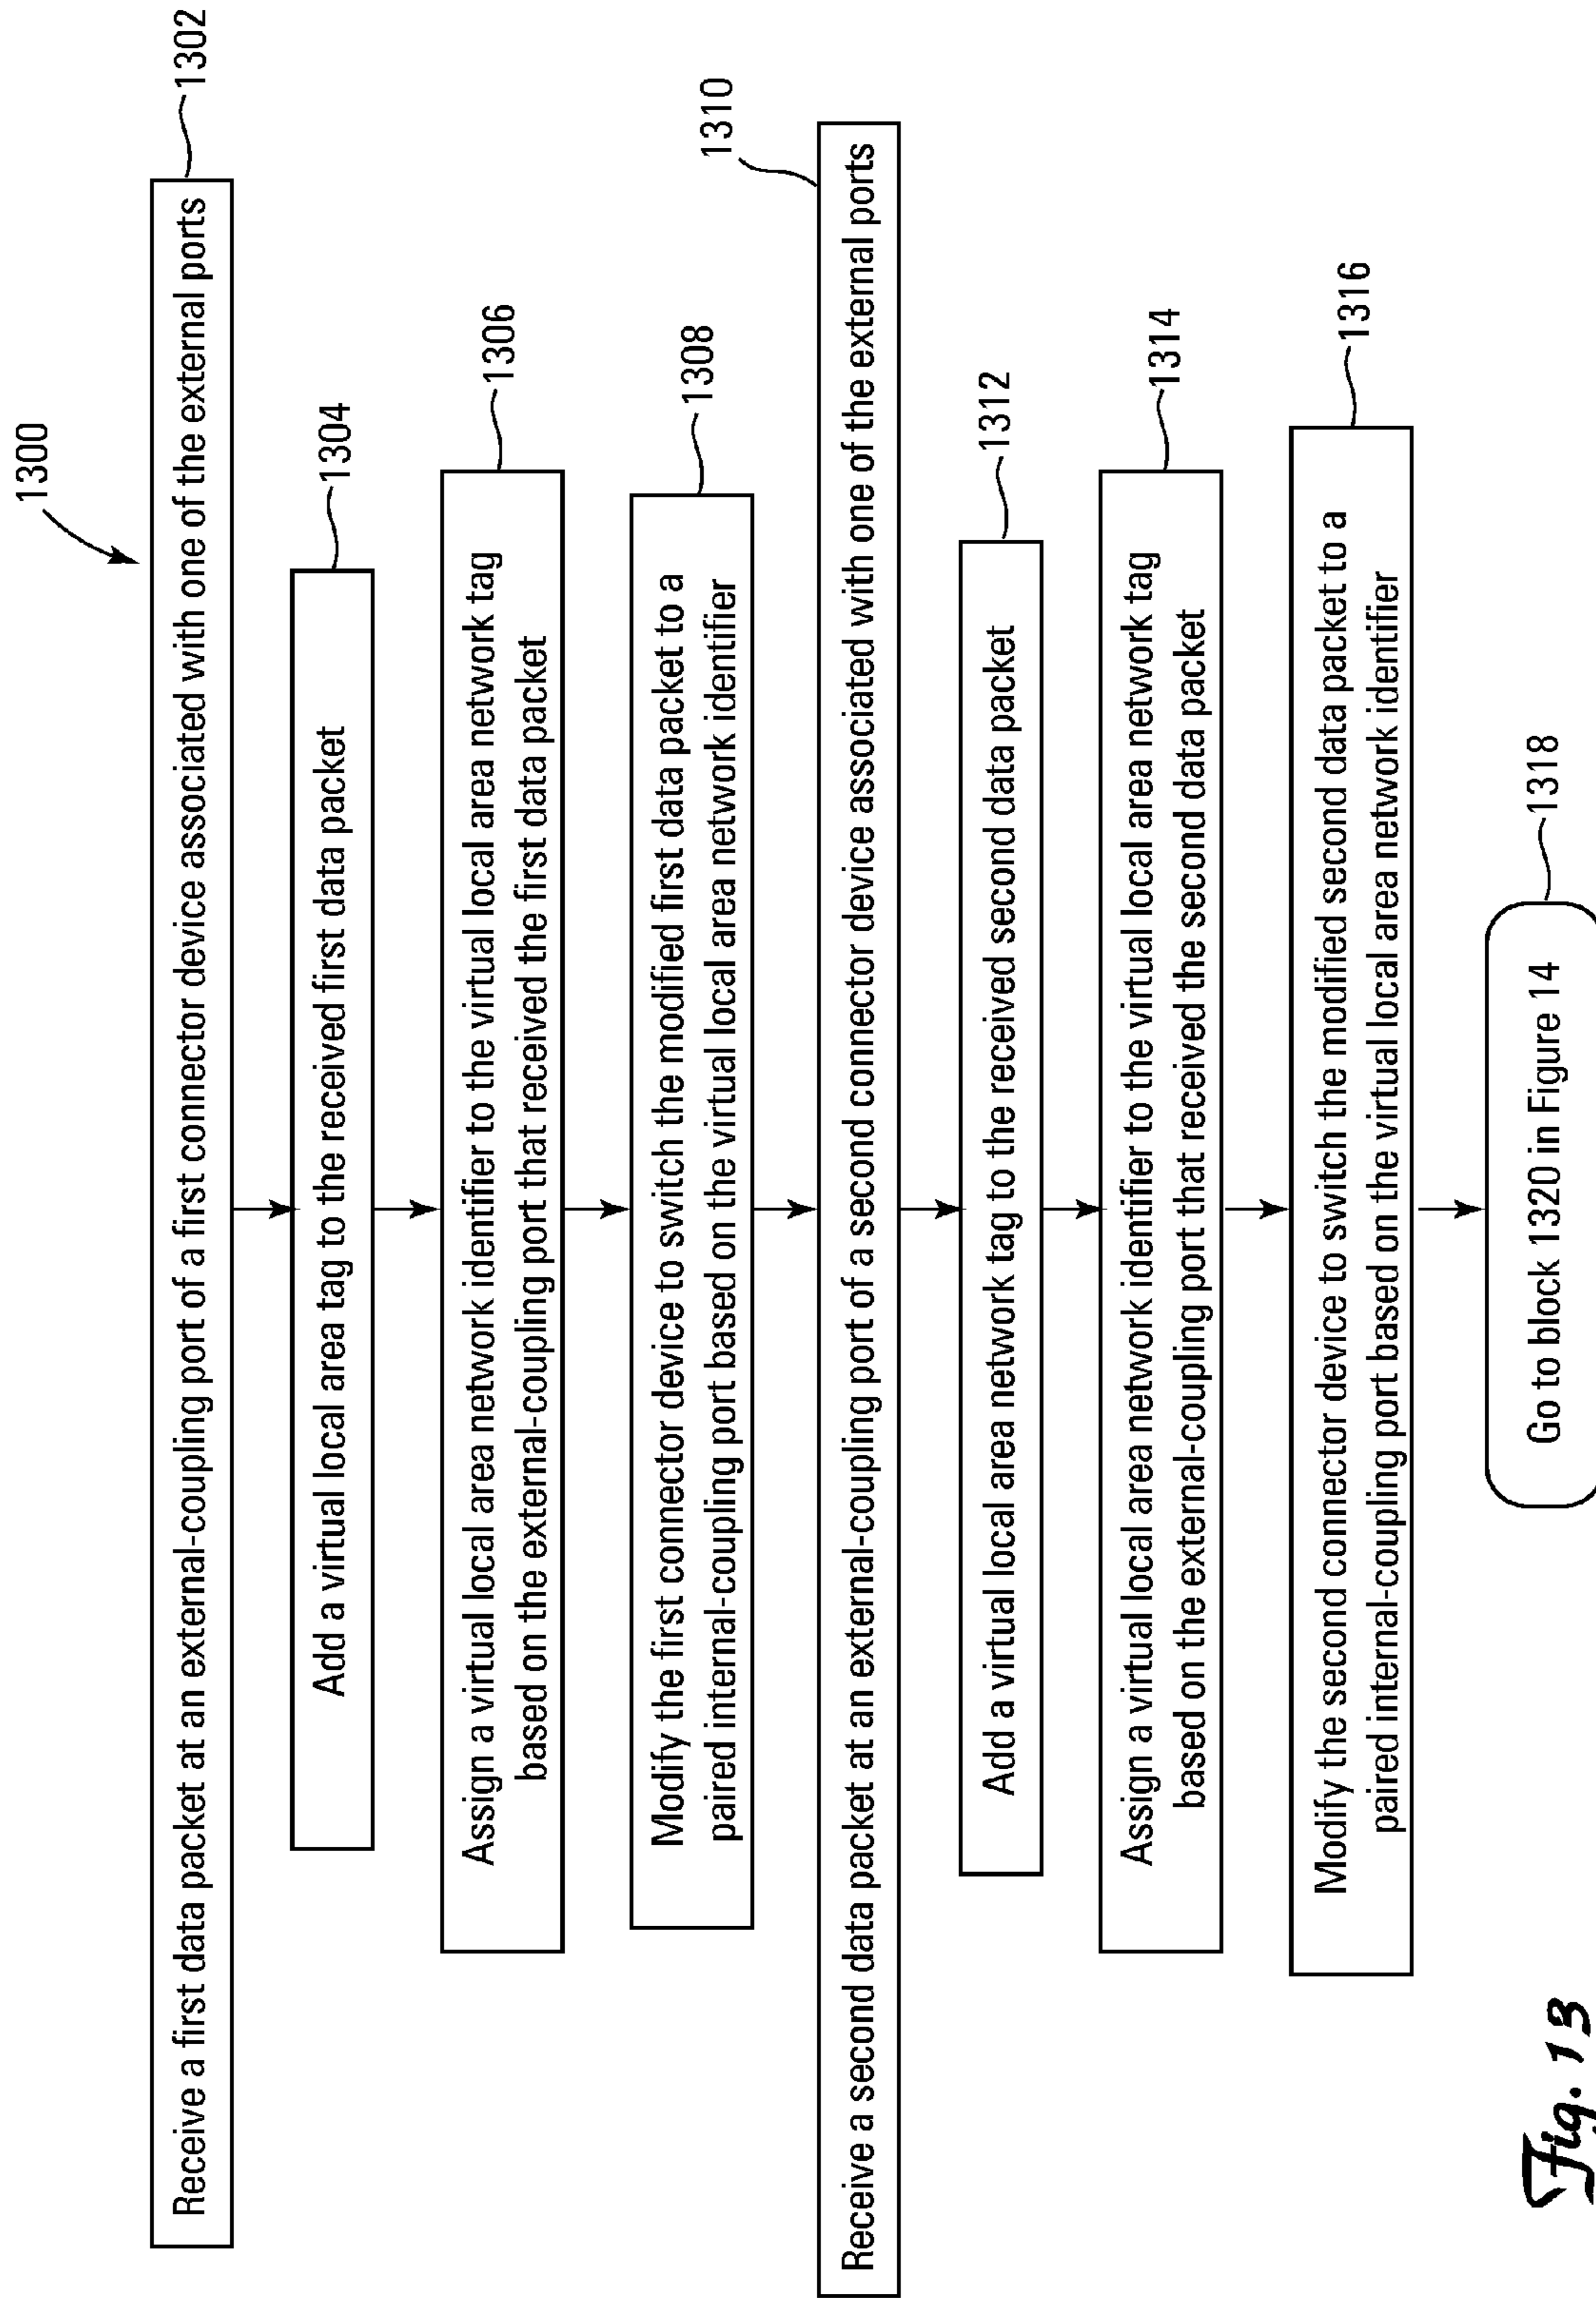 1300
Receive a first data packet at an external-coupling port of a first connector device associated with one of the external ports
1302
Add a virtual local area tag to the received first data packet
1304
Assign a virtual local area network identifier to the virtual local area network tag
based on the external-coupling port that received the first data packet
1306
Modify the first connector device to switch the modified first data packet to a
paired internal-coupling port based on the virtual local area network identifier
1308
Receive a second data packet at an external-coupling port of a second connector device associated with one of the external ports
1310
Add a virtual local area network tag to the received second data packet
1312
Assign a virtual local area network identifier to the virtual local area network tag
based on the external-coupling port that received the second data packet
1314
Modify the second connector device to switch the modified second data packet to a
paired internal-coupling port based on the virtual local area network identifier
1316
Go to block 1320 in Figure 14
1318
Fig. 13